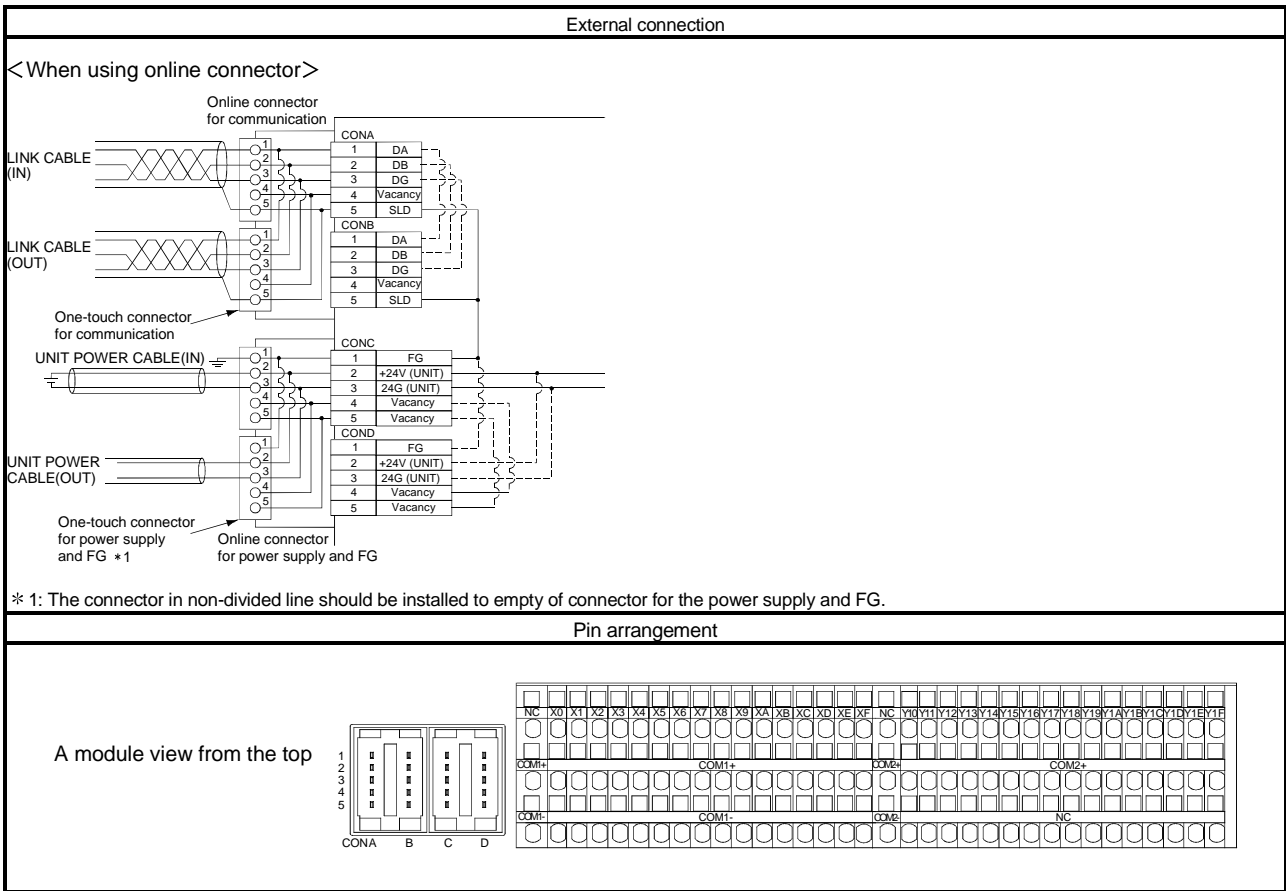 External connection
＜When using online connector＞
Online connector
for communication
LINK CABLE
(IN)
1
2
3
4
5
CONA
1 DA
2 DB
3 DG
4 Vacancy
5 SLD
LINK CABLE
(OUT)
1
2
3
4
5
CONB
1 DA
2 DB
3 DG
4 Vacancy
5 SLD
One-touch connector
for communication
UNIT POWER CABLE(IN)
1
2
3
4
5
CONC
1 FG
2 +24V (UNIT)
3 24G (UNIT)
4 Vacancy
5 Vacancy
UNIT POWER
CABLE(OUT)
1
2
3
4
5
COND
1 FG
2 +24V (UNIT)
3 24G (UNIT)
4 Vacancy
5 Vacancy
One-touch connector
for power supply
and FG ＊1
Online connector
for power supply and FG
＊1: The connector in non-divided line should be installed to empty of connector for the power supply and FG.
Pin arrangement
A module view from the top
1
2
3
4
5
CONA B C D
NC X0 X1 X2 X3 X4 X5 X6 X7 X8 X9 XA XB XC XD XE XF NC Y10 Y11 Y12 Y13 Y14 Y15 Y16 Y17 Y18 Y19 Y1A Y1B Y1C Y1D Y1E Y1F
COM1+ COM1+ COM2+ COM2+
COM1- COM1- COM2- NC